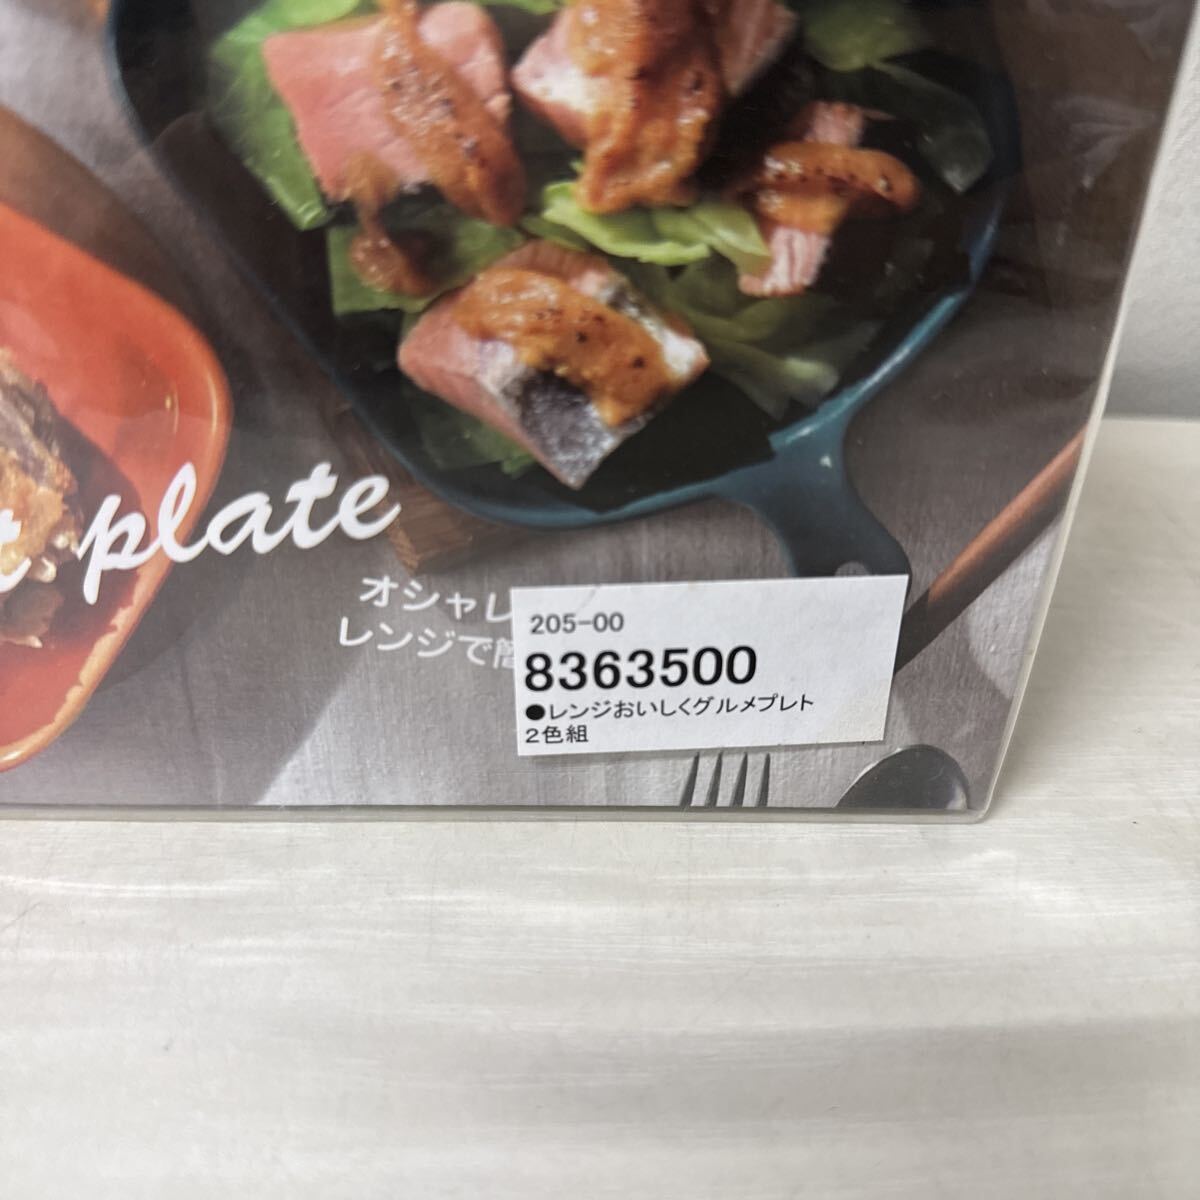 plate
オシャレ
レンジで簡
205-00
8363500
●レンジおいしくグルメプレト
2色組